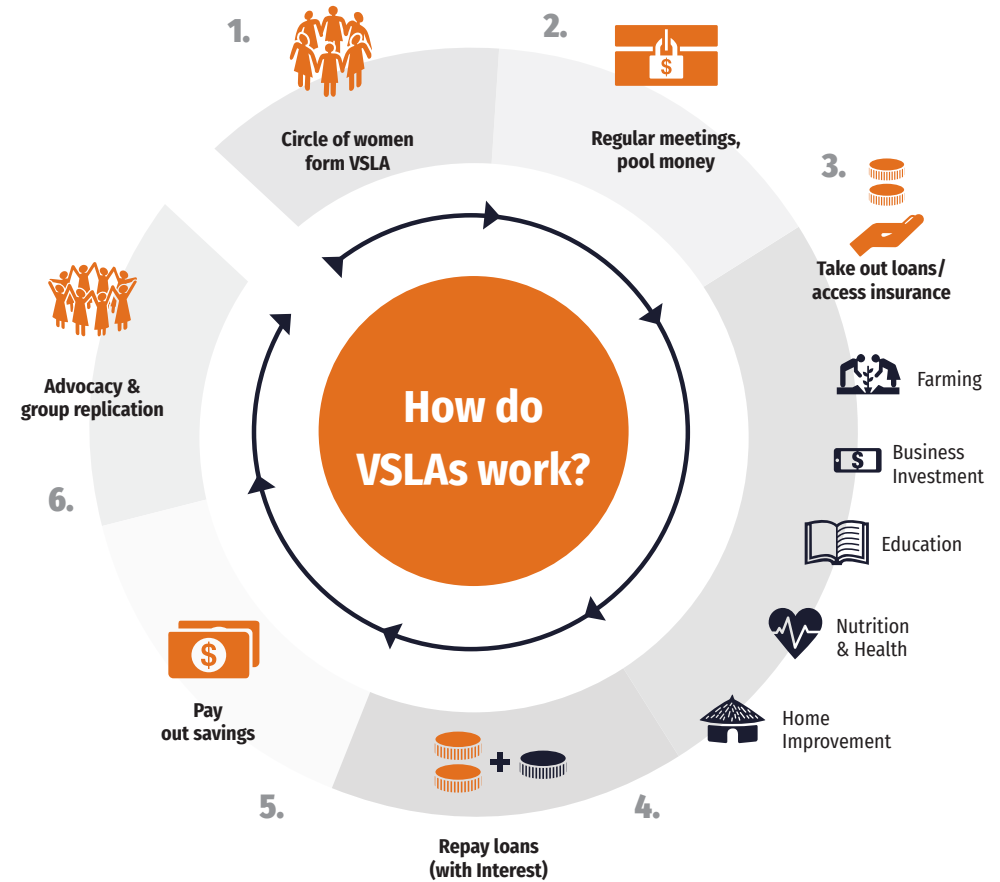 1.
Circle of women
form VSLA
2.
$
Regular meetings,
pool money
3.
Take out loans/
access insurance
Farming
$
Business
Investment
Education
Nutrition
& Health
Home
Improvement
4.
+
Repay loans
(with Interest)
5.
$
Pay
out savings
6.
Advocacy &
group replication
How do
VSLAs work?